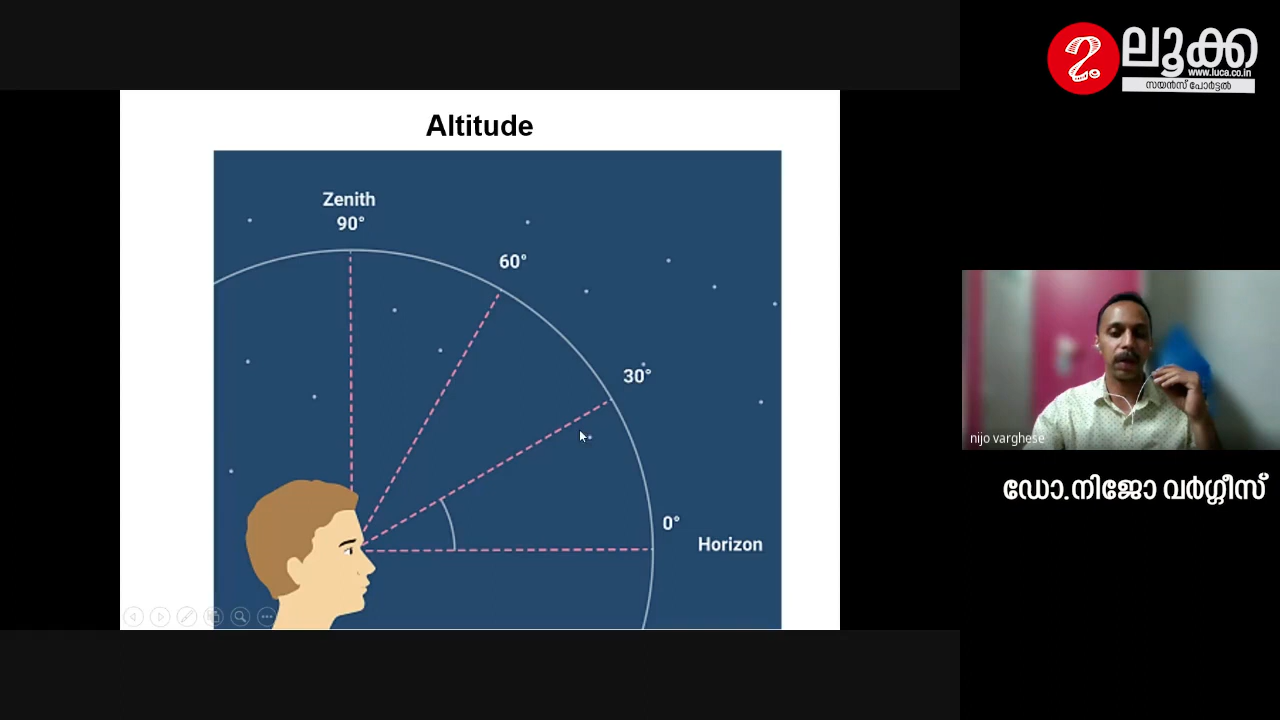 Altitude
Zenith
90°
60°
30°
0°
Horizon
ലൂക്ക
www.luca.co.in
സയൻസ് പോർട്ടൽ
nijo varghese
ഡോ.നിജോ വർഗ്ഗീസ്